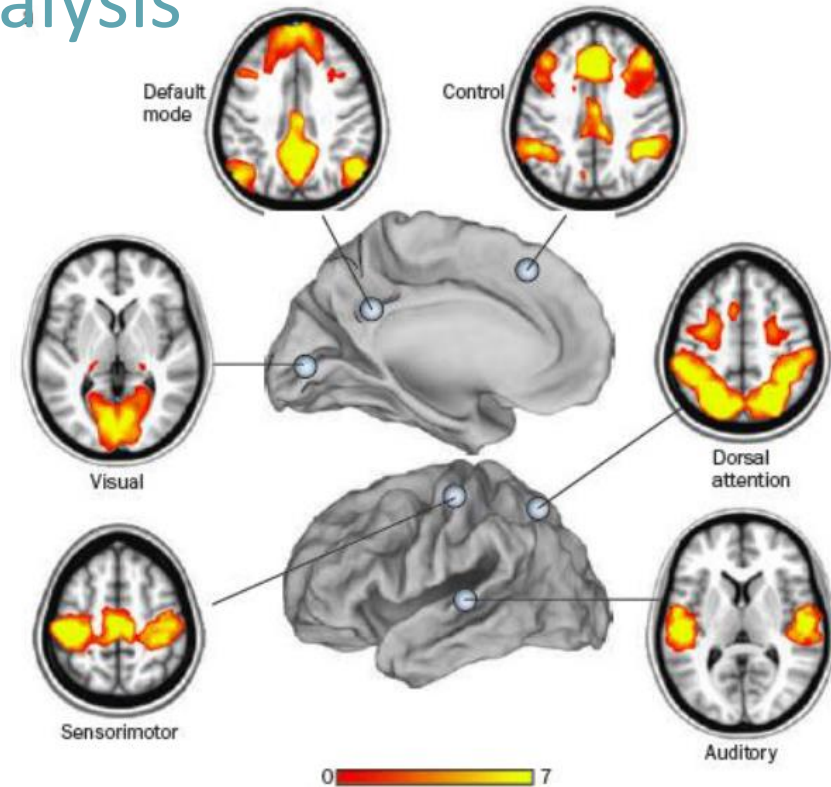 alysis
Default
mode
Control
Visual
Dorsal
attention
Sensorimotor
Auditory
0
7